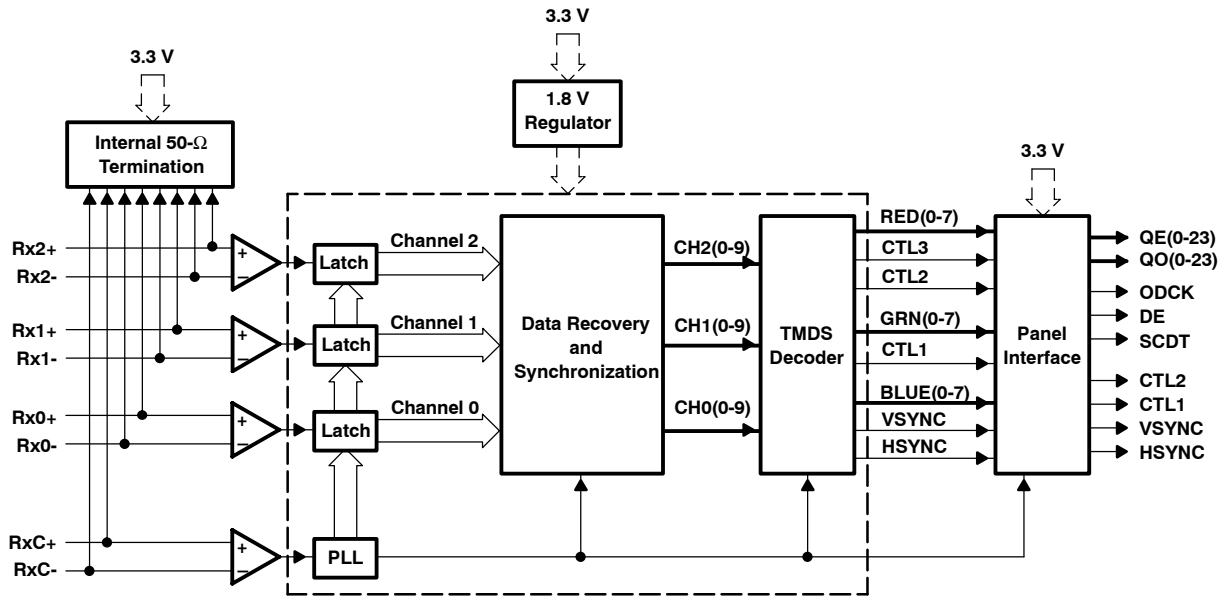 3.3 V
3.3 V
1.8 V
Regulator
Internal 50-Ω
Termination
3.3 V
Rx2+
Rx2-
Rx1+
Rx1-
Rx0+
Rx0-
RxC+
RxC-
+
−
+
−
+
−
+
−
Latch
Latch
Latch
PLL
Channel 2
Channel 1
Channel 0
Data Recovery
and
Synchronization
CH2(0-9)
CH1(0-9)
CH0(0-9)
TMDS
Decoder
RED(0-7)
CTL3
CTL2
GRN(0-7)
CTL1
BLUE(0-7)
VSYNC
HSYNC
Panel
Interface
QE(0-23)
QO(0-23)
ODCK
DE
SCDT
CTL2
CTL1
VSYNC
HSYNC